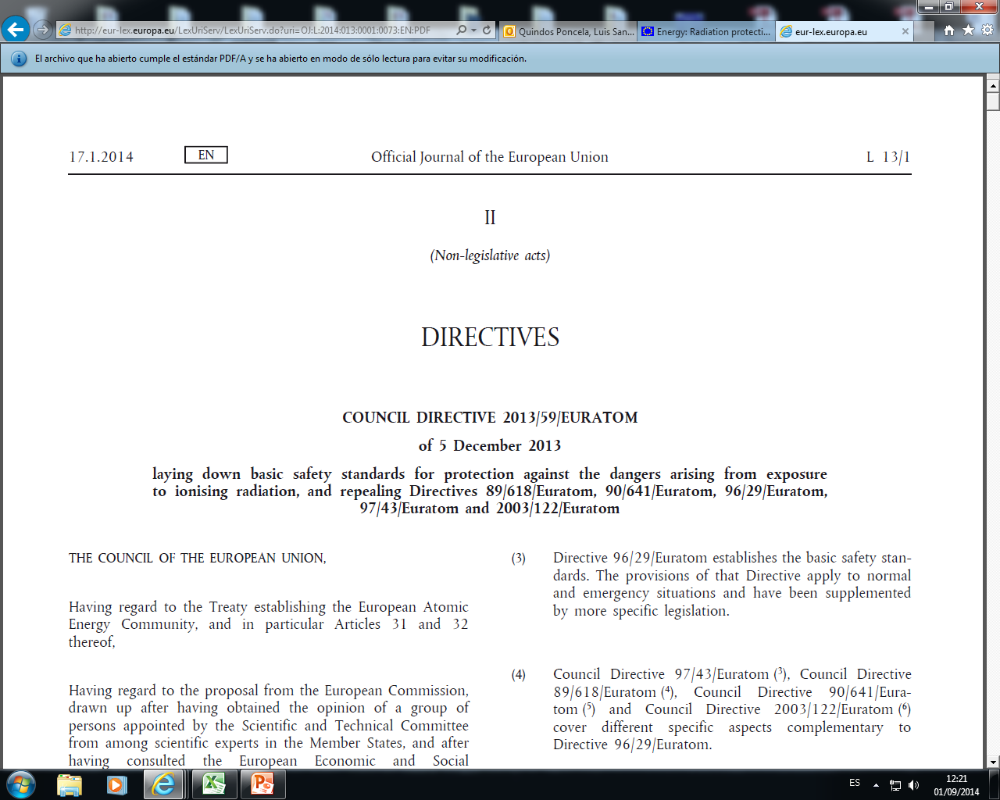 http://eur-lex.europa.eu/LexUriServ/LexUriServ.do?uri=OJ:L:2014:013:0001:0073:EN:PDF
Quindos Poncela, Luis San...
Energy: Radiation protecti...
eur-lex.europa.eu
El archivo que ha abierto cumple el estándar PDF/A y se ha abierto en modo de sólo lectura para evitar su modificación.
17.1.2014
EN
Official Journal of the European Union
L 13/1
II
(Non-legislative acts)
DIRECTIVES
COUNCIL DIRECTIVE 2013/59/EURATOM
of 5 December 2013
laying down basic safety standards for protection against the dangers arising from exposure
to ionising radiation, and repealing Directives 89/618/Euratom, 90/641/Euratom, 96/29/Euratom,
97/43/Euratom and 2003/122/Euratom
THE COUNCIL OF THE EUROPEAN UNION,
Having regard to the Treaty establishing the European Atomic
Energy Community, and in particular Articles 31 and 32
thereof,
Having regard to the proposal from the European Commission,
drawn up after having obtained the opinion of a group of
persons appointed by the Scientific and Technical Committee
from among scientific experts in the Member States, and after
having consulted the European Economic and Social
(3) Directive 96/29/Euratom establishes the basic safety stan-
dards. The provisions of that Directive apply to normal
and emergency situations and have been supplemented
by more specific legislation.
(4) Council Directive 97/43/Euratom (3), Council Directive
89/618/Euratom (4), Council Directive 90/641/Eura-
tom (5) and Council Directive 2003/122/Euratom (6)
cover different specific aspects complementary to
Directive 96/29/Euratom.
ES
12:21
01/09/2014